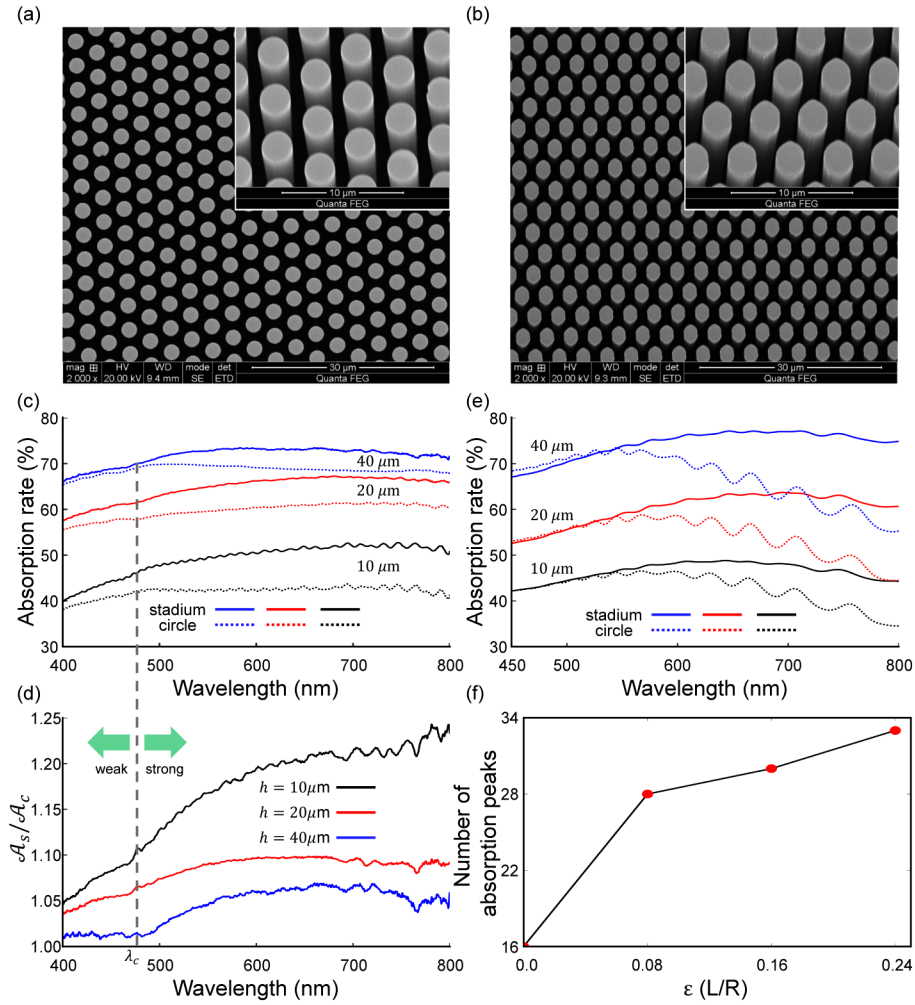 (a)
(b)
10 µm
Quanta FEG
10 µm
Quanta FEG
mag HV WD mode det
2 000 x 20.00 kV 9.4 mm SE ETD
30 µm
Quanta FEG
mag HV WD mode det
2 000 x 20.00 kV 9.3 mm SE ETD
30 µm
Quanta FEG
(c)
Absorption rate (%)
80
70
60
50
40
30
40 µm
20 µm
10 µm
stadium
circle
400 500 600 700 800
Wavelength (nm)
(e)
Absorption rate (%)
80
70
60
50
40
30
40 µm
20 µm
10 µm
stadium
circle
450 500 600 700 800
Wavelength (nm)
(d)
𝒜s/𝒜c
1.25
1.20
1.15
1.10
1.05
1.00
weak strong
h = 10µm
h = 20µm
h = 40µm
400 λc 500 600 700 800
Wavelength (nm)
(f)
Number of
absorption peaks
34
28
22
16
0.0 0.08 0.16 0.24
ε (L/R)